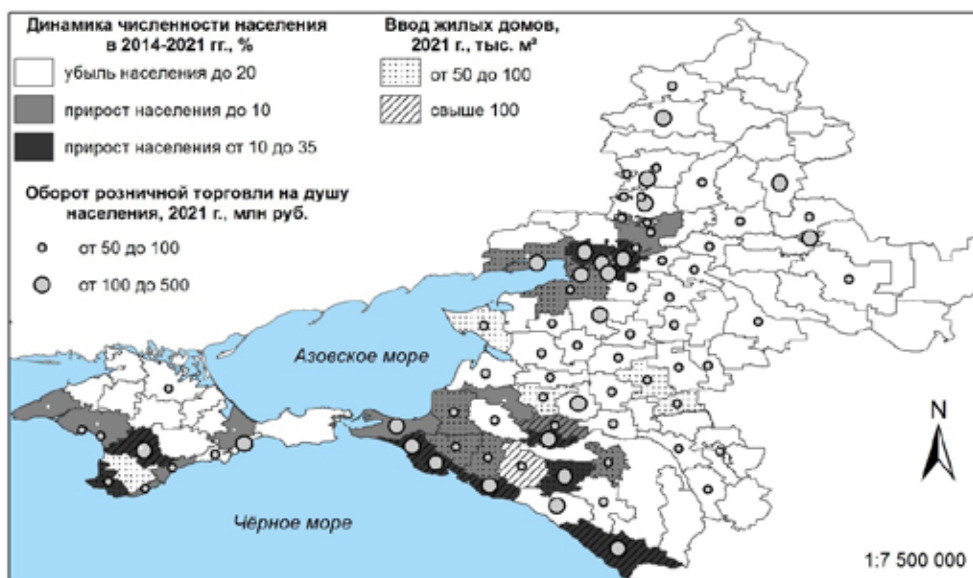 Динамика численности населения
в 2014-2021 гг., %
убыль населения до 20
прирост населения до 10
прирост населения от 10 до 35
Ввод жилых домов,
2021 г., тыс. м²
от 50 до 100
свыше 100
Оборот розничной торговли на душу
населения, 2021 г., млн руб.
от 50 до 100
от 100 до 500
Азовское море
Чёрное море
N
1:7 500 000